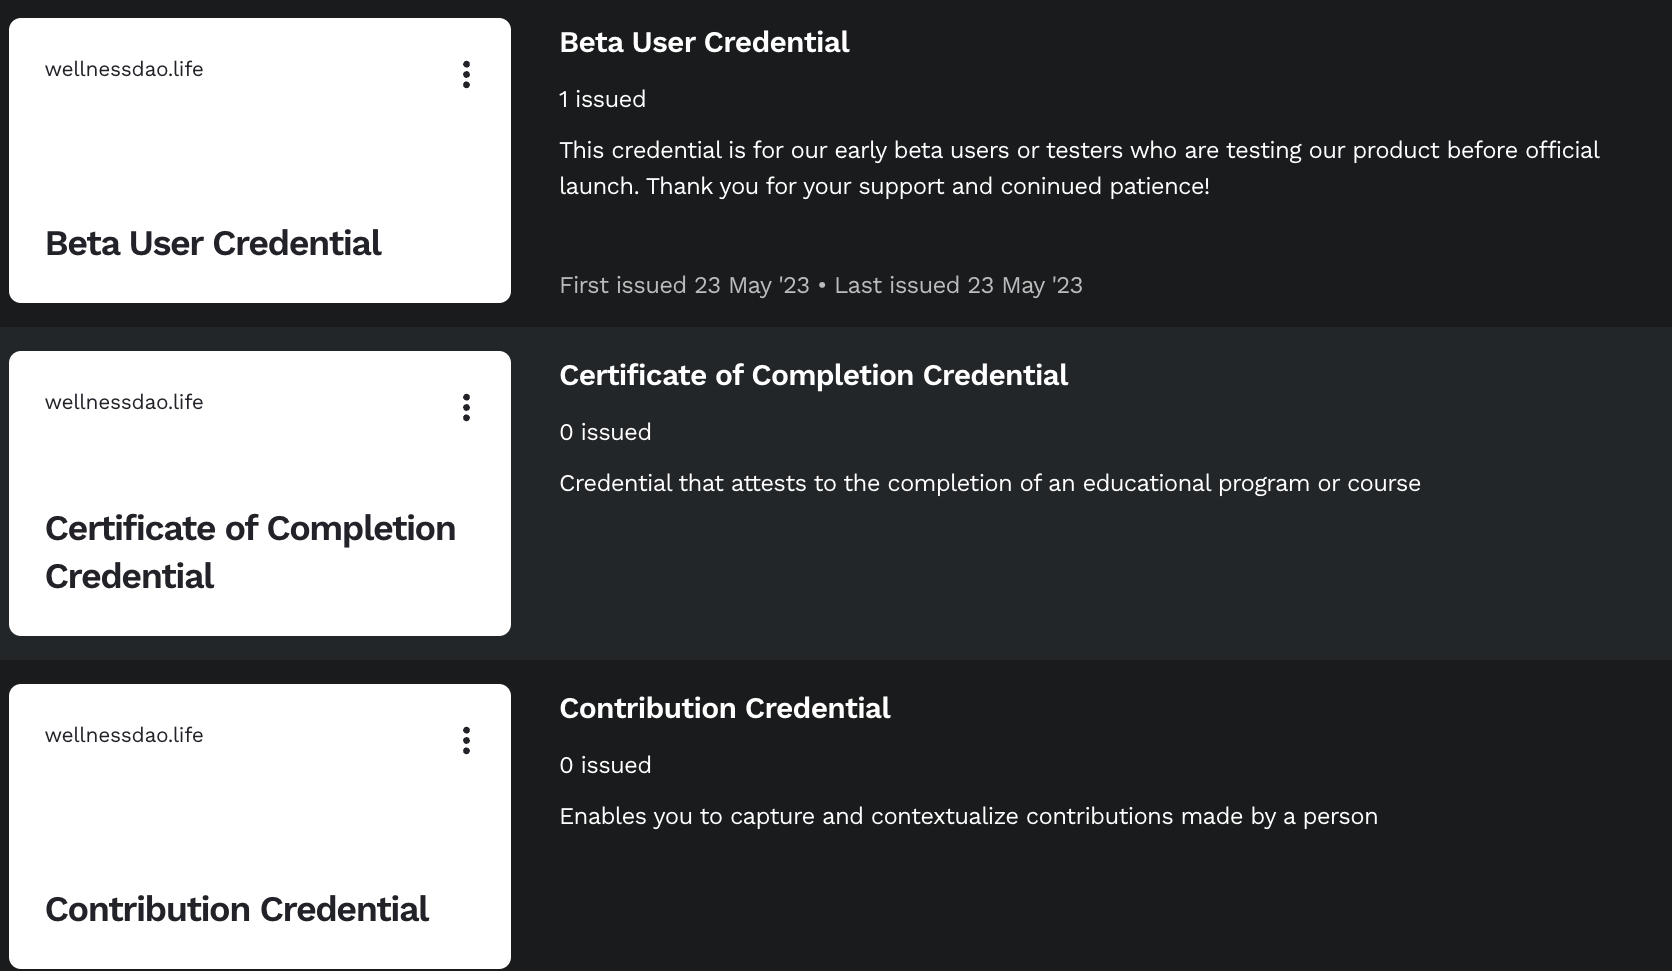 wellnessdao.life
Beta User Credential
Beta User Credential
1 issued
This credential is for our early beta users or testers who are testing our product before official
launch. Thank you for your support and coninued patience!
First issued 23 May '23 • Last issued 23 May '23
wellnessdao.life
Certificate of Completion
Credential
Certificate of Completion Credential
0 issued
Credential that attests to the completion of an educational program or course
wellnessdao.life
Contribution Credential
Contribution Credential
0 issued
Enables you to capture and contextualize contributions made by a person